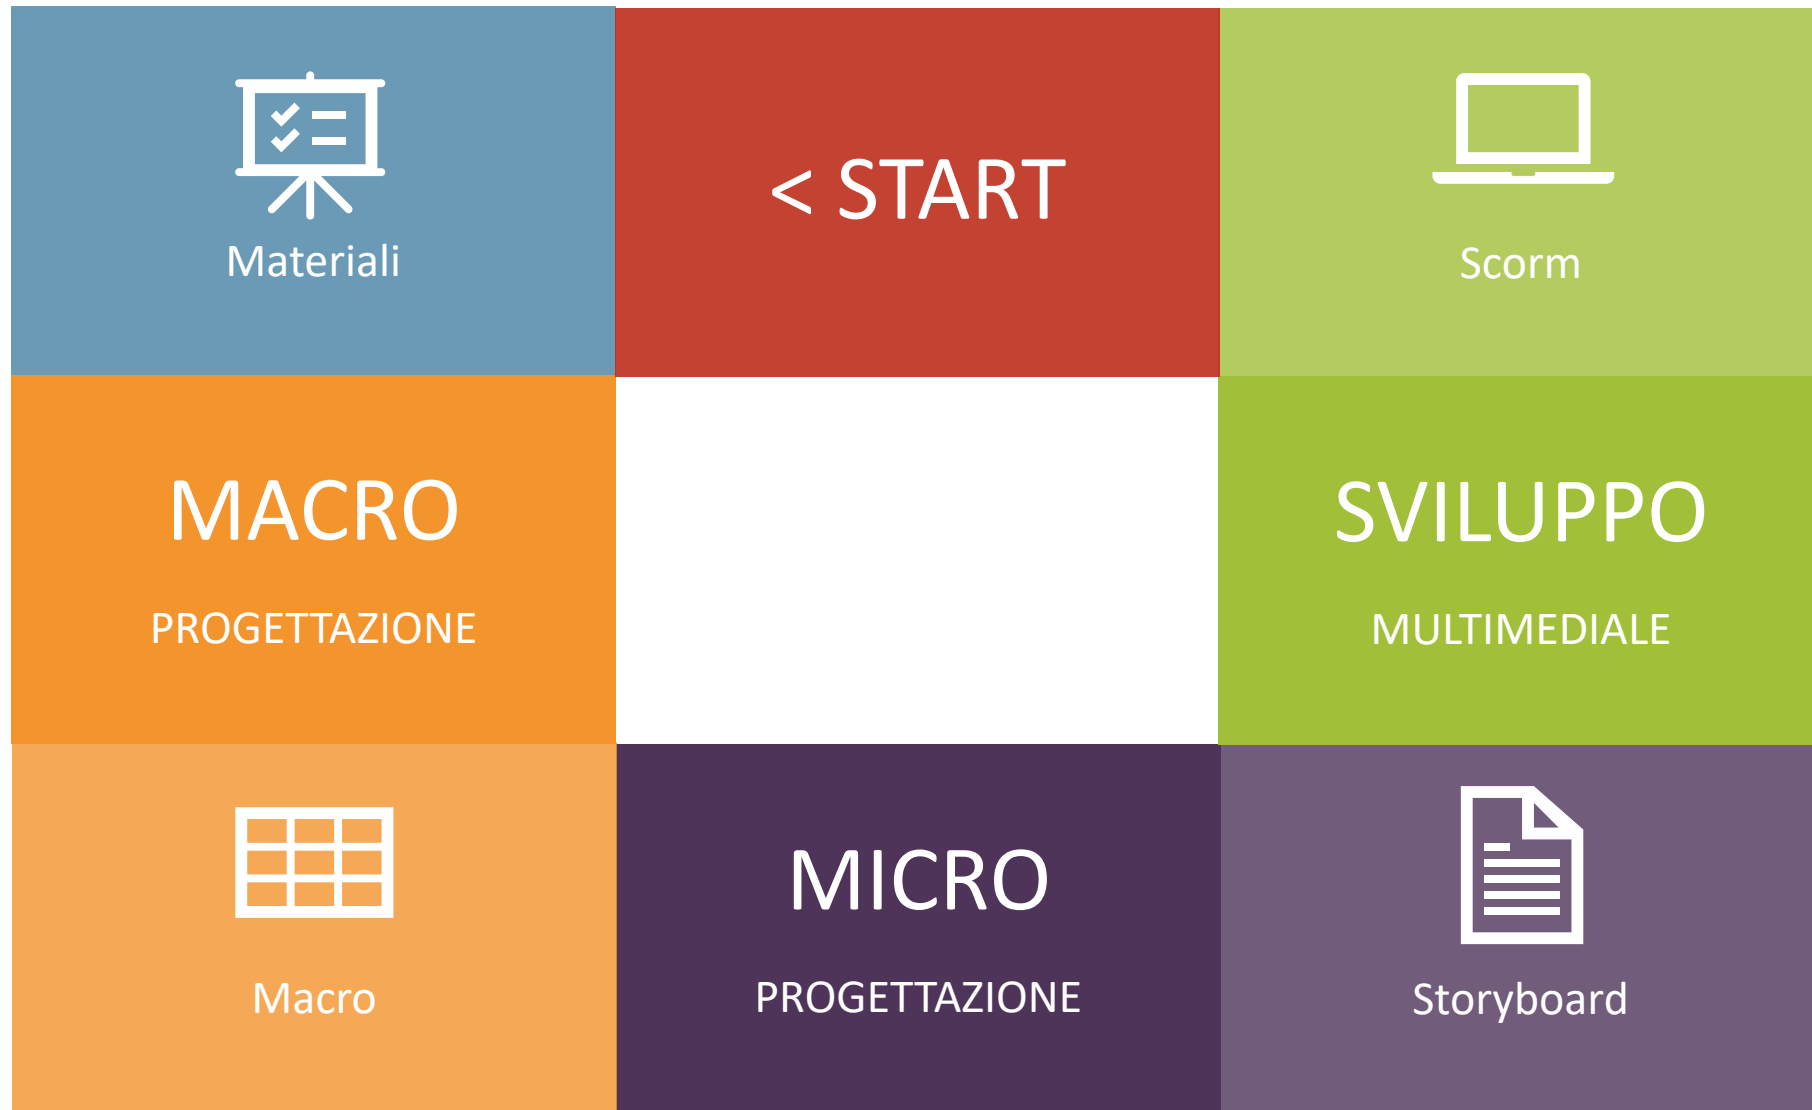 Materiali
< START
Scorm
MACRO
PROGETTAZIONE
SVILUPPO
MULTIMEDIALE
Macro
MICRO
PROGETTAZIONE
Storyboard